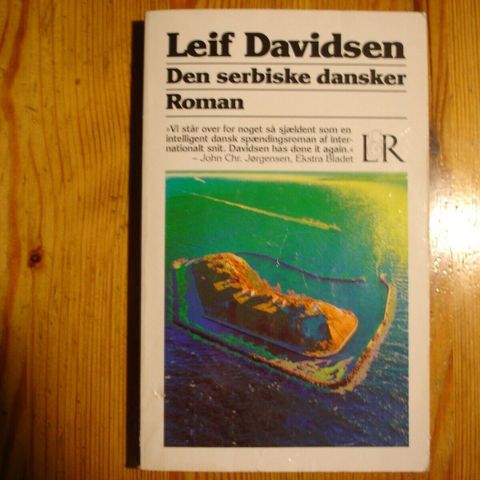 Leif Davidsen
Den serbiske dansker
Roman
»Vi står over for noget så sjældent som en
intelligent dansk spændingsroman af inter-
nationalt snit. Davidsen has done it again.«
– John Chr. Jørgensen, Ekstra Bladet
LR